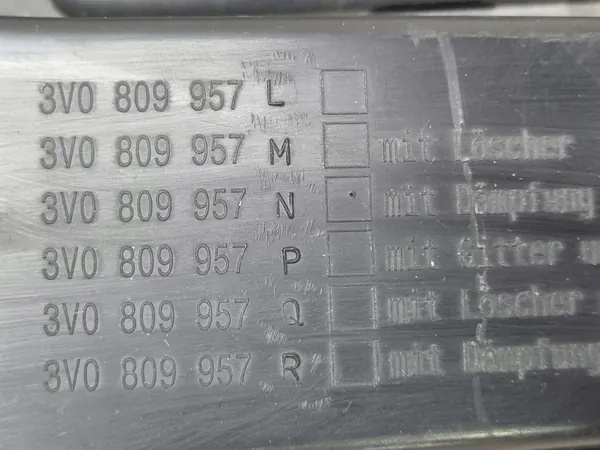 3V0 809 957 L
3V0 809 957 M mit Löscher
3V0 809 957 N mit Dämpfung
3V0 809 957 P mit Gitter u
3V0 809 957 Q mit Löscher
3V0 809 957 R mit Dämpfung